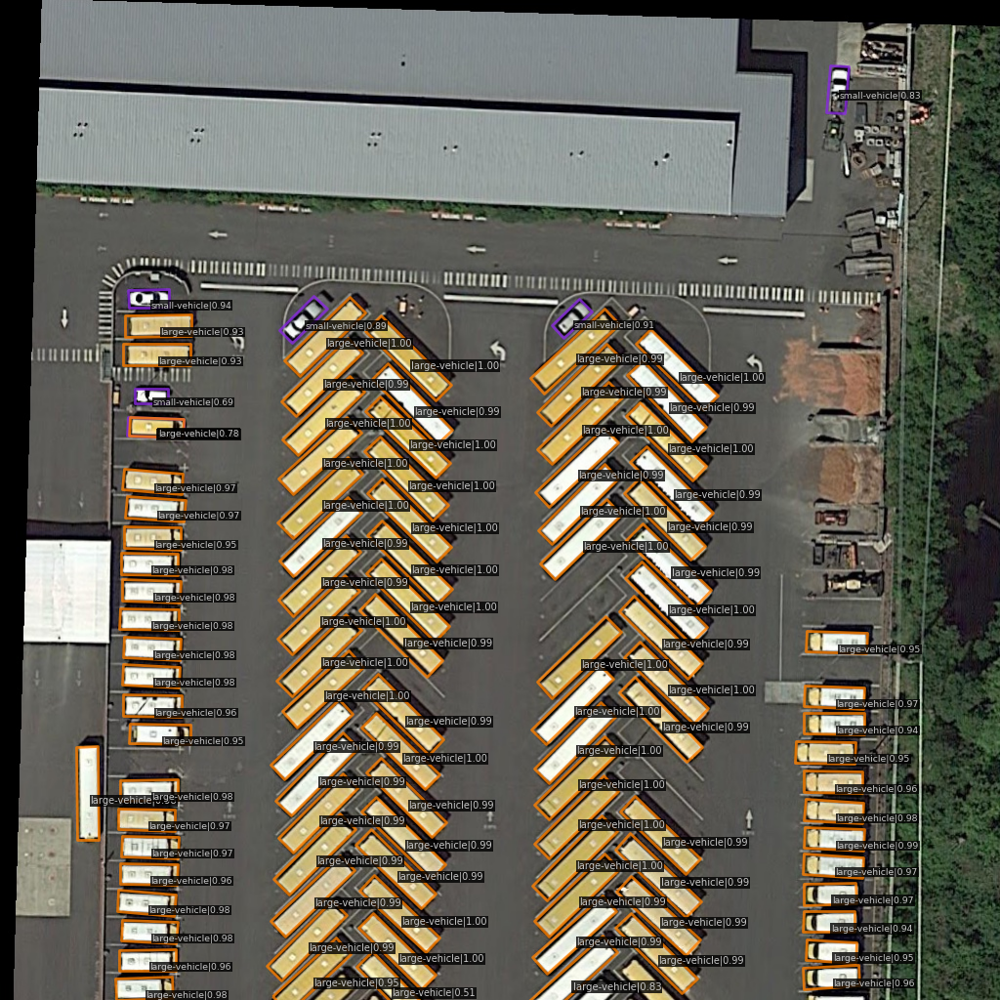 small-vehicle|0.83
small-vehicle|0.94
small-vehicle|0.89
small-vehicle|0.91
large-vehicle|0.93
large-vehicle|1.00
large-vehicle|0.99
large-vehicle|0.93
large-vehicle|1.00
large-vehicle|1.00
large-vehicle|0.99
large-vehicle|0.99
large-vehicle|0.99
large-vehicle|0.99
small-vehicle|0.69
large-vehicle|1.00
large-vehicle|1.00
large-vehicle|0.78
large-vehicle|1.00
large-vehicle|1.00
large-vehicle|1.00
large-vehicle|0.99
large-vehicle|0.97
large-vehicle|1.00
large-vehicle|0.99
large-vehicle|1.00
large-vehicle|1.00
large-vehicle|0.97
large-vehicle|1.00
large-vehicle|0.99
large-vehicle|0.95
large-vehicle|0.99
large-vehicle|1.00
large-vehicle|0.98
large-vehicle|1.00
large-vehicle|0.99
large-vehicle|0.99
large-vehicle|0.98
large-vehicle|1.00
large-vehicle|1.00
large-vehicle|1.00
large-vehicle|0.98
large-vehicle|0.99
large-vehicle|0.99
large-vehicle|0.95
large-vehicle|0.98
large-vehicle|1.00
large-vehicle|1.00
large-vehicle|0.98
large-vehicle|1.00
large-vehicle|1.00
large-vehicle|0.97
large-vehicle|0.96
large-vehicle|0.99
large-vehicle|0.99
large-vehicle|0.94
large-vehicle|0.95
large-vehicle|0.99
large-vehicle|1.00
large-vehicle|1.00
large-vehicle|0.95
large-vehicle|0.99
large-vehicle|1.00
large-vehicle|0.96
large-vehicle|0.98
large-vehicle|0.99
large-vehicle|0.98
large-vehicle|0.97
large-vehicle|0.99
large-vehicle|1.00
large-vehicle|0.99
large-vehicle|0.99
large-vehicle|0.99
large-vehicle|0.97
large-vehicle|0.99
large-vehicle|1.00
large-vehicle|0.97
large-vehicle|0.96
large-vehicle|0.99
large-vehicle|0.99
large-vehicle|0.97
large-vehicle|0.98
large-vehicle|0.99
large-vehicle|0.99
large-vehicle|1.00
large-vehicle|0.99
large-vehicle|0.94
large-vehicle|0.98
large-vehicle|0.99
large-vehicle|0.99
large-vehicle|1.00
large-vehicle|0.99
large-vehicle|0.95
large-vehicle|0.96
large-vehicle|0.95
large-vehicle|0.51
large-vehicle|0.83
large-vehicle|0.96
large-vehicle|0.98